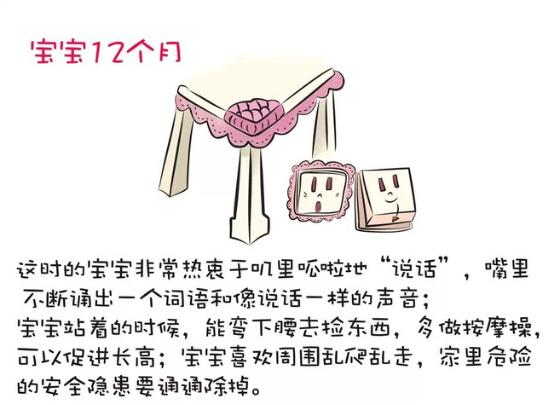 宝宝12个月
这时的宝宝非常热衷于叽里呱啦地“说话”，嘴里
不断涌出一个词语和像说话一样的声音；
宝宝站着的时候，能弯下腰去捡东西，多做按摩操，
可以促进长高；宝宝喜欢周围乱爬乱走，家里危险
的安全隐患要通通除掉。